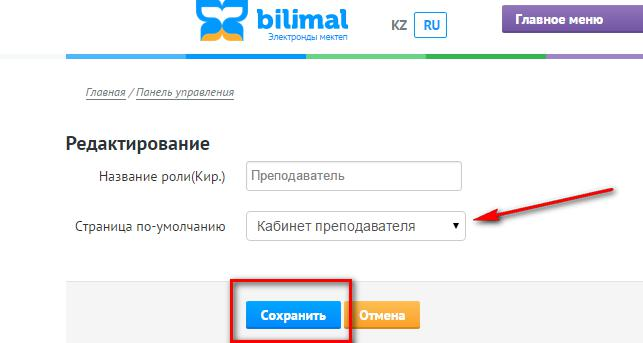 bilimal
Электронды мектеп
KZ RU
Главное меню
Главная / Панель управления
Редактирование
Название роли(Кир.) Преподаватель
Страница по-умолчанию Кабинет преподавателя
Сохранить Отмена